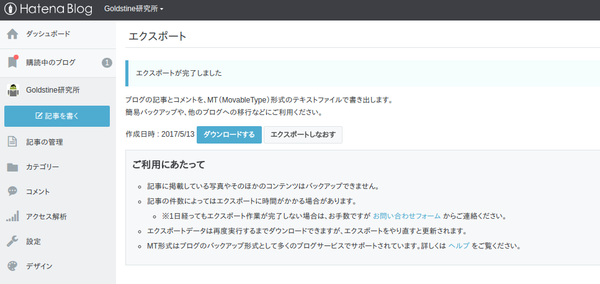 Hatena Blog Goldstine研究所
ダッシュボード
購読中のブログ 1
Goldstine研究所
記事を書く
記事の管理
カテゴリー
コメント
アクセス解析
設定
デザイン
エクスポート
エクスポートが完了しました
ブログの記事とコメントを、MT（MovableType）形式のテキストファイルで書き出します。
簡易バックアップや、他のブログへの移行などにご利用ください。
作成日時 : 2017/5/13 ダウンロードする エクスポートしなおす
ご利用にあたって
記事に掲載している写真やそのほかのコンテンツはバックアップできません。
記事の件数によってはエクスポートに時間がかかる場合があります。
※1日経ってもエクスポート作業が完了しない場合は、お手数ですが お問い合わせフォーム からご連絡ください。
エクスポートデータは再度実行するまでダウンロードできますが、エクスポートをやり直すと更新されます。
MT形式はブログのバックアップ形式として多くのブログサービスでサポートされています。詳しくは ヘルプ をご覧ください。